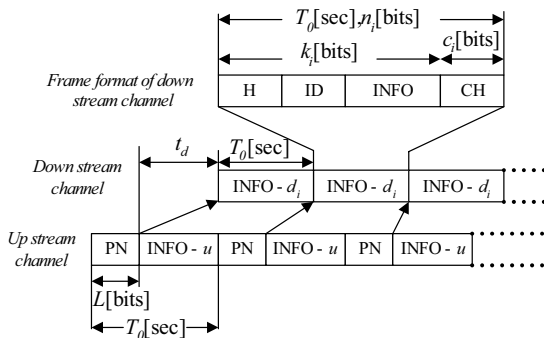 T₀[sec],nᵢ[bits]
kᵢ[bits]
cᵢ[bits]
Frame format of down stream channel
H ID INFO CH
t_d
T₀[sec]
Down stream channel
INFO - dᵢ INFO - dᵢ INFO - dᵢ
Up stream channel
PN INFO - u PN INFO - u PN INFO - u
L[bits]
T₀[sec]